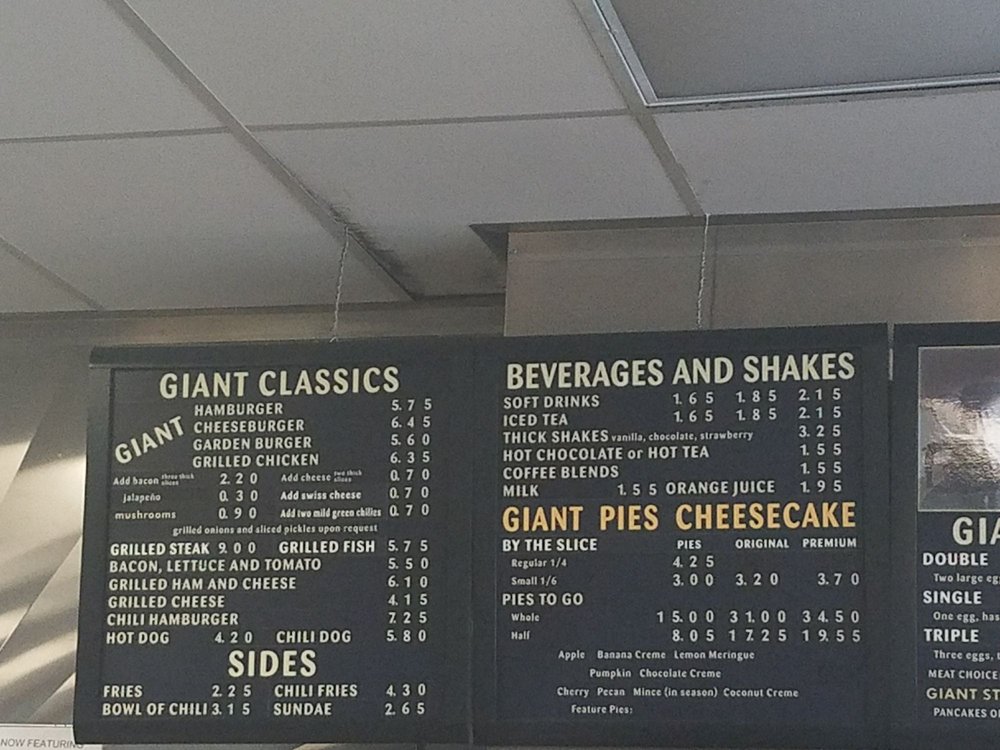 GIANT CLASSICS
GIANT
HAMBURGER 5.75
CHEESEBURGER 6.45
GARDEN BURGER 5.60
GRILLED CHICKEN 6.35
Add bacon three thick slices 2.20 Add cheese two thick slices 0.70
jalapeño 0.30 Add swiss cheese 0.70
mushrooms 0.90 Add two mild green chilies 0.70
grilled onions and sliced pickles upon request
GRILLED STEAK 9.00 GRILLED FISH 5.75
BACON, LETTUCE AND TOMATO 5.50
GRILLED HAM AND CHEESE 6.10
GRILLED CHEESE 4.15
CHILI HAMBURGER 7.25
HOT DOG 4.20 CHILI DOG 5.80
SIDES
FRIES 2.25 CHILI FRIES 4.30
BOWL OF CHILI 3.15 SUNDAE 2.65
NOW FEATURING
BEVERAGES AND SHAKES
SOFT DRINKS 1.65 1.85 2.15
ICED TEA 1.65 1.85 2.15
THICK SHAKES vanilla, chocolate, strawberry 3.25
HOT CHOCOLATE or HOT TEA 1.55
COFFEE BLENDS 1.55
MILK 1.55 ORANGE JUICE 1.95
GIANT PIES CHEESECAKE
BY THE SLICE PIES ORIGINAL PREMIUM
Regular 1/4 4.25
Small 1/6 3.00 3.20 3.70
PIES TO GO
Whole 15.00 31.00 34.50
Half 8.05 17.25 19.55
Apple Banana Creme Lemon Meringue
Pumpkin Chocolate Creme
Cherry Pecan Mince (in season) Coconut Creme
Feature Pies:
GIA
DOUBLE
Two large eg
SINGLE
One egg, has
TRIPLE
Three eggs,
MEAT CHOICE
GIANT ST
PANCAKES O